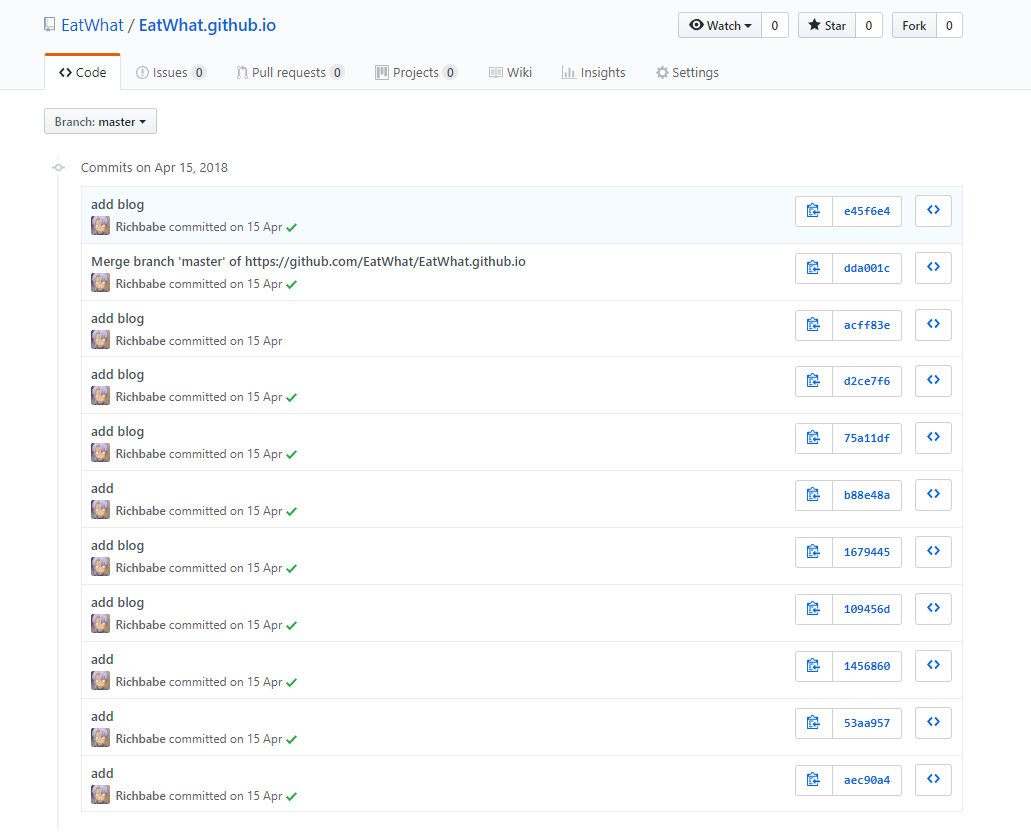 EatWhat / EatWhat.github.io
Watch 0 Star 0 Fork 0
Code Issues 0 Pull requests 0 Projects 0 Wiki Insights Settings
Branch: master
Commits on Apr 15, 2018
add blog
Richbabe committed on 15 Apr
e45f6e4
Merge branch 'master' of https://github.com/EatWhat/EatWhat.github.io
Richbabe committed on 15 Apr
dda001c
add blog
Richbabe committed on 15 Apr
acff83e
add blog
Richbabe committed on 15 Apr
d2ce7f6
add blog
Richbabe committed on 15 Apr
75a11df
add
Richbabe committed on 15 Apr
b88e48a
add blog
Richbabe committed on 15 Apr
1679445
add blog
Richbabe committed on 15 Apr
109456d
add
Richbabe committed on 15 Apr
1456860
add
Richbabe committed on 15 Apr
53aa957
add
Richbabe committed on 15 Apr
aec90a4